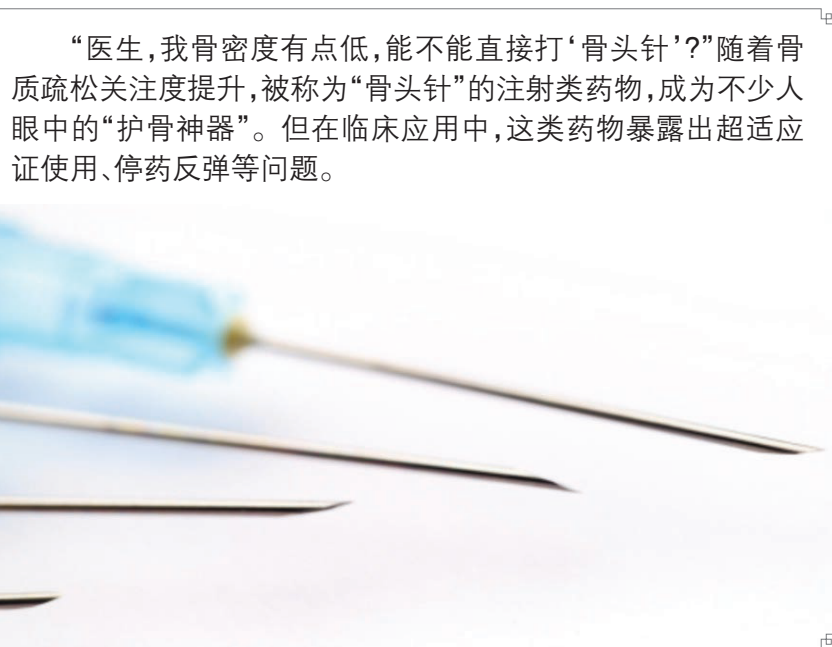 “医生,我骨密度有点低,能不能直接打‘骨头针’?”随着骨
质疏松关注度提升,被称为“骨头针”的注射类药物,成为不少人
眼中的“护骨神器”。但在临床应用中,这类药物暴露出超适应
证使用、停药反弹等问题。